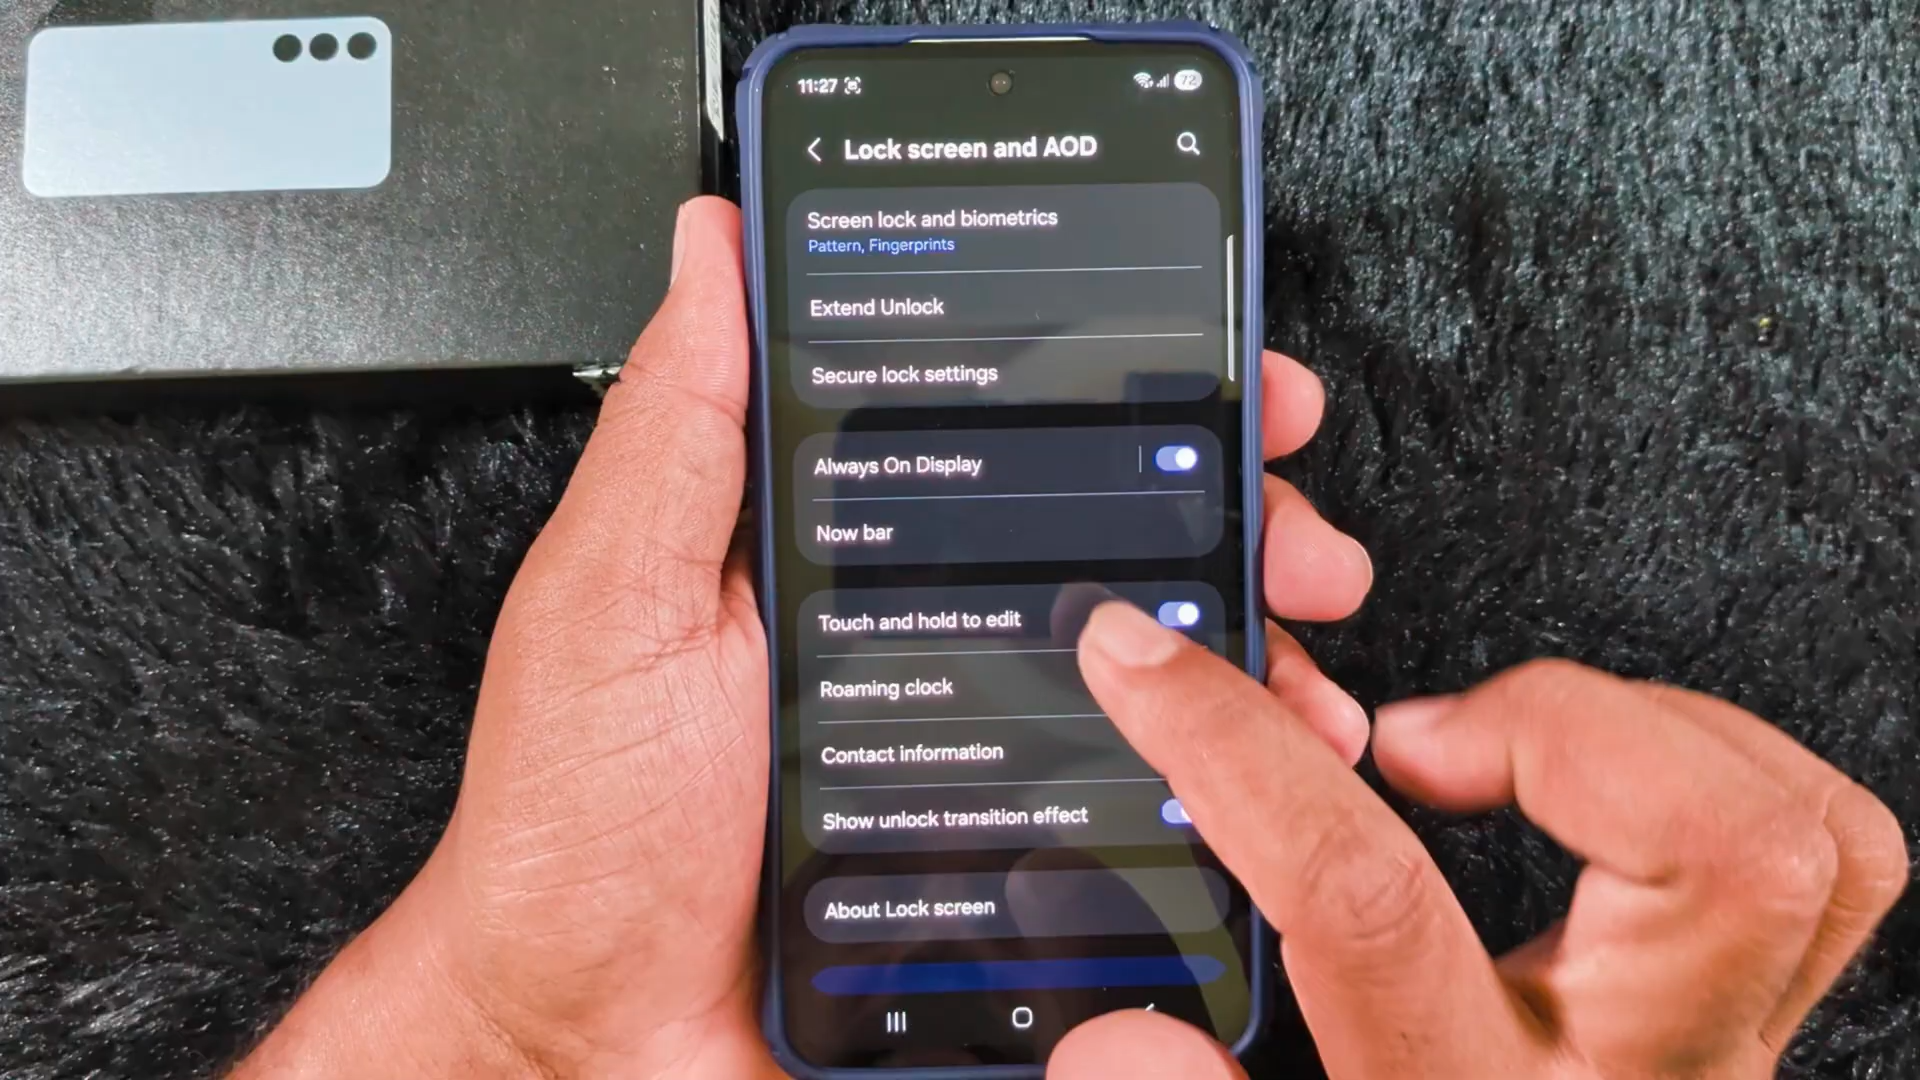 11:27
72
Lock screen and AOD
Screen lock and biometrics
Pattern, Fingerprints
Extend Unlock
Secure lock settings
Always On Display
Now bar
Touch and hold to edit
Roaming clock
Contact information
Show unlock transition effect
About Lock screen